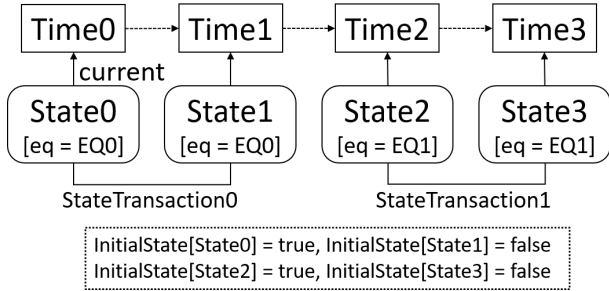 Time0 Time1 Time2 Time3
current
State0 State1 State2 State3
[eq = EQ0] [eq = EQ0] [eq = EQ1] [eq = EQ1]
StateTransaction0 StateTransaction1
InitialState[State0] = true, InitialState[State1] = false
InitialState[State2] = true, InitialState[State3] = false